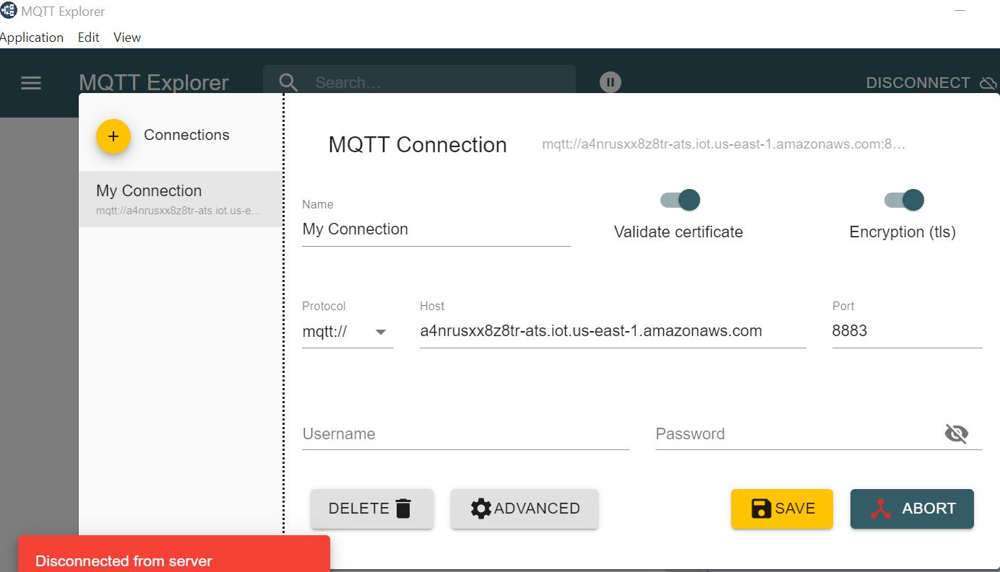 MQTT Explorer
Application Edit View
MQTT Explorer
Search...
DISCONNECT
Connections
My Connection
mqtt://a4nrusxx8z8tr-ats.iot.us-e...
MQTT Connection
mqtt://a4nrusxx8z8tr-ats.iot.us-east-1.amazonaws.com:8...
Name
My Connection
Validate certificate
Encryption (tls)
Protocol
mqtt://
Host
a4nrusxx8z8tr-ats.iot.us-east-1.amazonaws.com
Port
8883
Username
Password
DELETE
ADVANCED
SAVE
ABORT
Disconnected from server